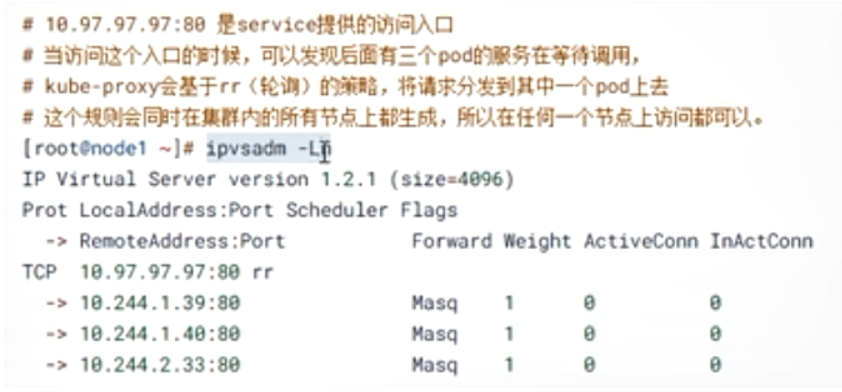 # 10.97.97.97:80 是service提供的访问入口
# 当访问这个入口的时候，可以发现后面有三个pod的服务在等待调用，
# kube-proxy会基于rr（轮询）的策略，将请求分发到其中一个pod上去
# 这个规则会同时在集群内的所有节点上都生成，所以在任何一个节点上访问都可以。
[root@node1 ~]# ipvsadm -Ln
IP Virtual Server version 1.2.1 (size=4096)
Prot LocalAddress:Port Scheduler Flags
  -> RemoteAddress:Port           Forward Weight ActiveConn InActConn
TCP  10.97.97.97:80 rr
  -> 10.244.1.39:80               Masq    1      0          0
  -> 10.244.1.40:80               Masq    1      0          0
  -> 10.244.2.33:80               Masq    1      0          0